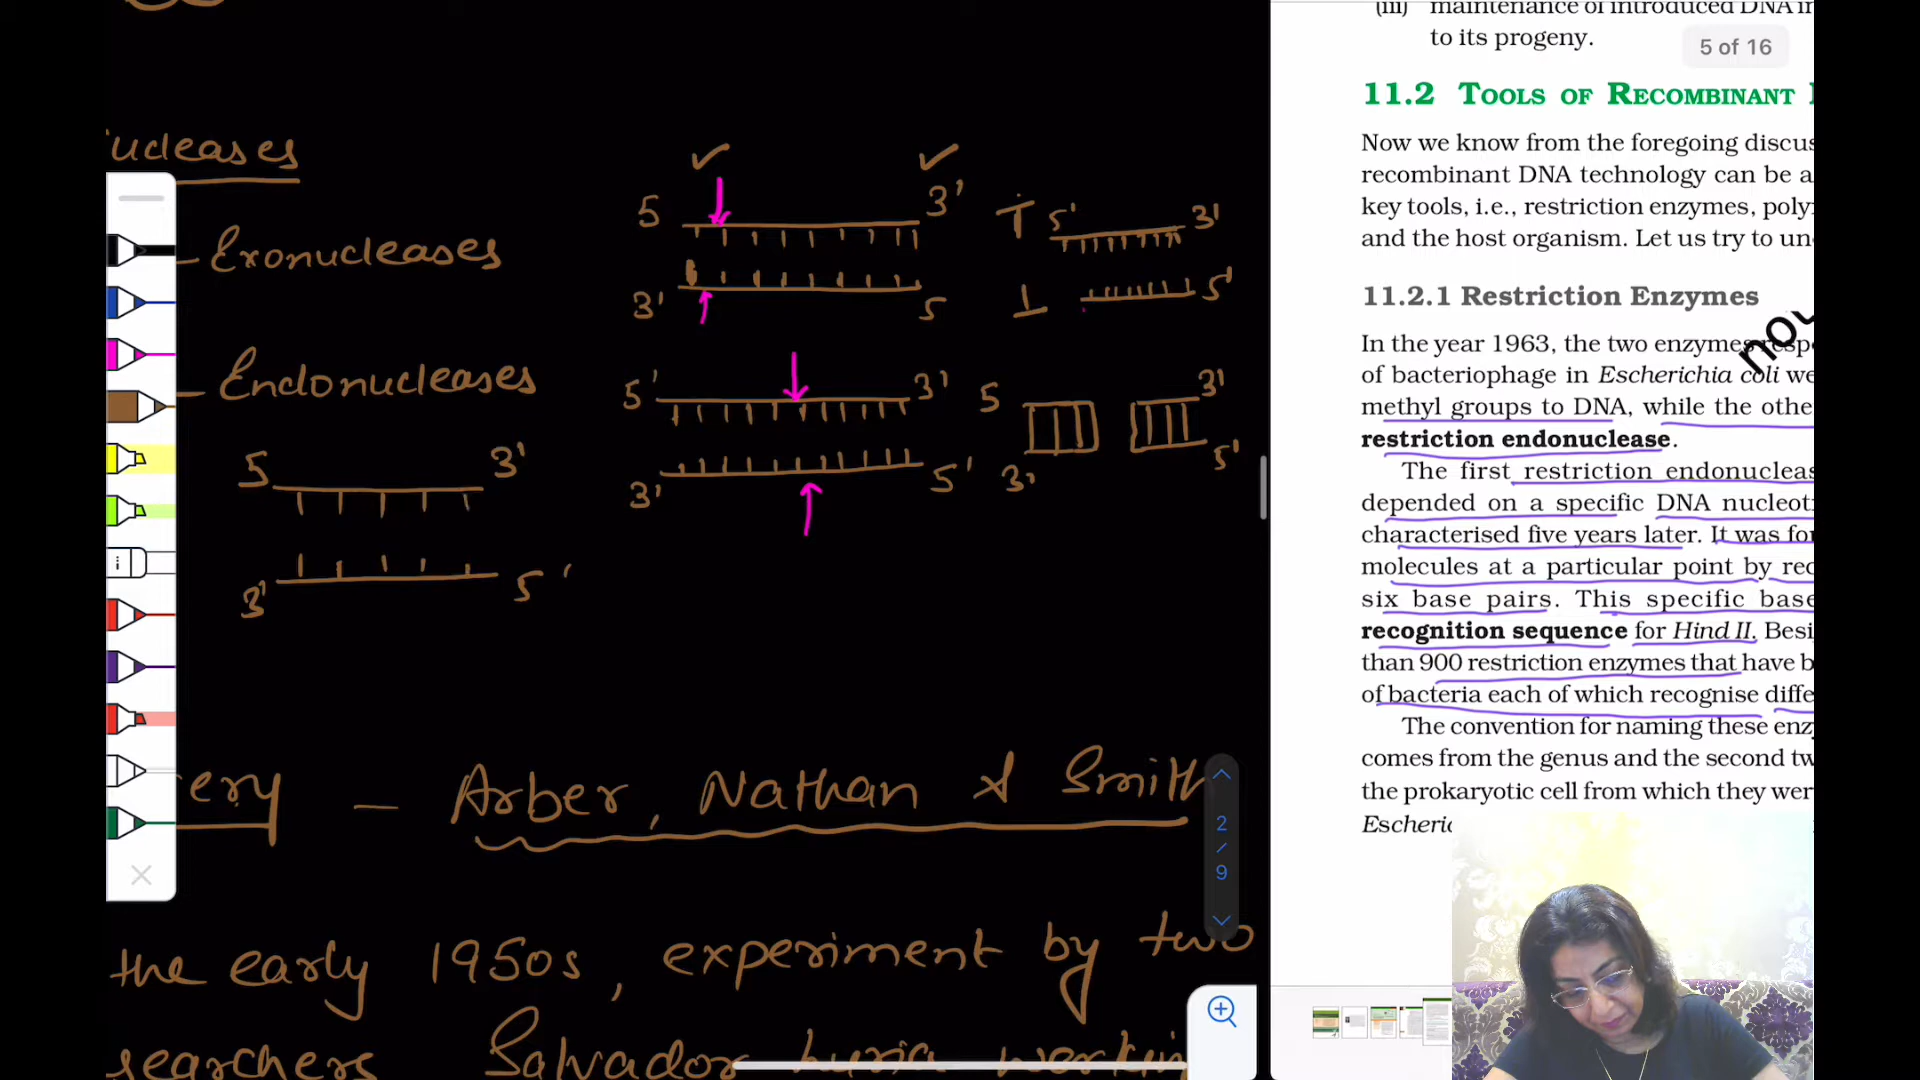 ucleases
- Exonucleases
- Endonucleases
5 3'
3' 5'
5 3'
3' 5
5' 3'
3' 5'
5' 3'
5'
5 3'
3' 5'
ery - Arber, Nathan & Smith
the early 1950s, experiment by two
searchers Salvador luria workin
2
/
9
(iii) maintenance of introduced DNA in
to its progeny.
5 of 16
11.2 TOOLS OF RECOMBINANT
Now we know from the foregoing discus
recombinant DNA technology can be a
key tools, i.e., restriction enzymes, poly
and the host organism. Let us try to un
11.2.1 Restriction Enzymes
not
In the year 1963, the two enzymes resp
of bacteriophage in Escherichia coli we
methyl groups to DNA, while the othe
restriction endonuclease.
The first restriction endonucleas
depended on a specific DNA nucleot
characterised five years later. It was fo
molecules at a particular point by rec
six base pairs. This specific base
recognition sequence for Hind II. Besi
than 900 restriction enzymes that have b
of bacteria each of which recognise diffe
The convention for naming these enz
comes from the genus and the second tw
the prokaryotic cell from which they wer
Escheric